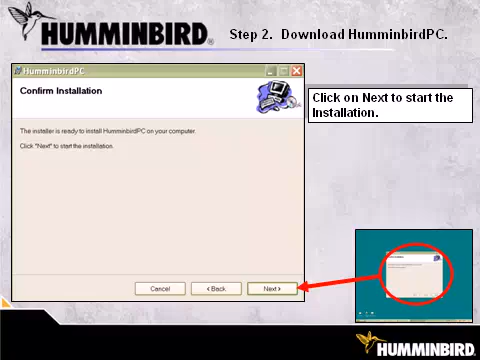 HUMMINBIRD®
Step 2. Download HumminbirdPC.
HumminbirdPC
Confirm Installation
The installer is ready to install HumminbirdPC on your computer.
Click "Next" to start the installation.
Click on Next to start the
Installation.
Cancel
< Back
Next >
HUMMINBIRD